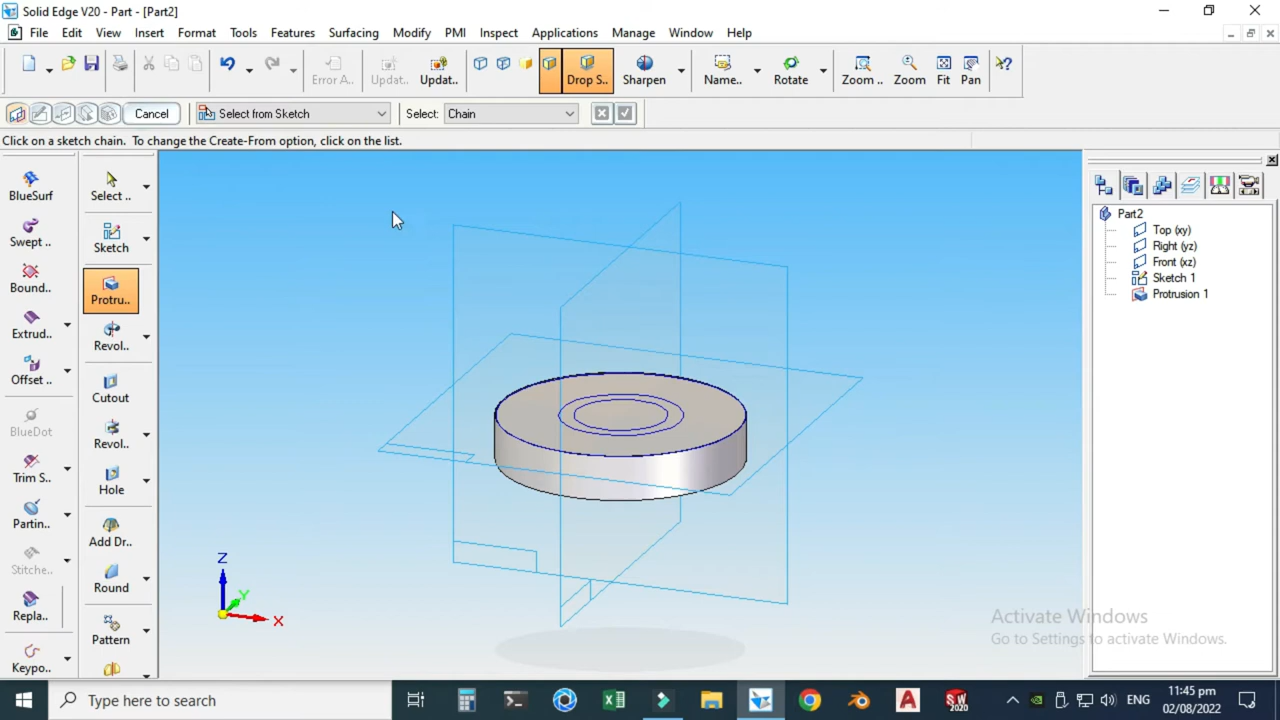 Solid Edge V20 - Part - [Part2]
File Edit View Insert Format Tools Features Surfacing Modify PMI Inspect Applications Manage Window Help
Error A.. Updat.. Updat.. Drop S.. Sharpen Name.. Rotate Zoom .. Zoom Fit Pan
Cancel Select from Sketch Select: Chain
Click on a sketch chain. To change the Create-From option, click on the list.
BlueSurf
Swept ..
Bound..
Extrud..
Offset ..
BlueDot
Trim S..
Partin..
Stitche..
Repla..
Keypo..
Select ..
Sketch
Protru..
Revol..
Cutout
Revol..
Hole
Add Dr..
Round
Pattern
Z
Y
X
Part2
Top (xy)
Right (yz)
Front (xz)
Sketch 1
Protrusion 1
Activate Windows
Go to Settings to activate Windows.
Type here to search
2020
ENG
11:45 pm
02/08/2022